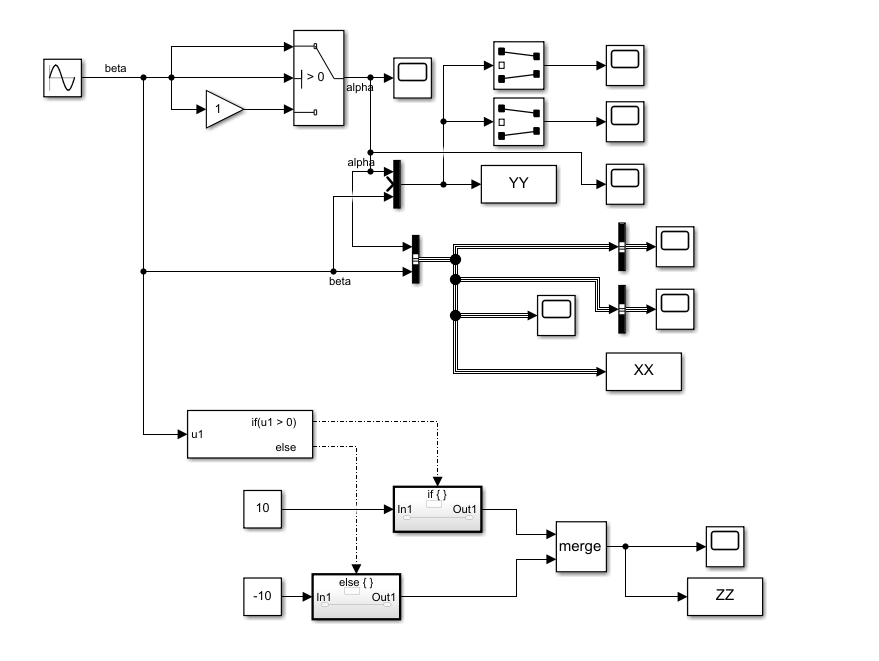 beta
> 0
alpha
1
alpha
YY
beta
XX
if(u1 > 0)
u1
else
if { }
10
In1
Out1
merge
else { }
-10
In1
Out1
ZZ